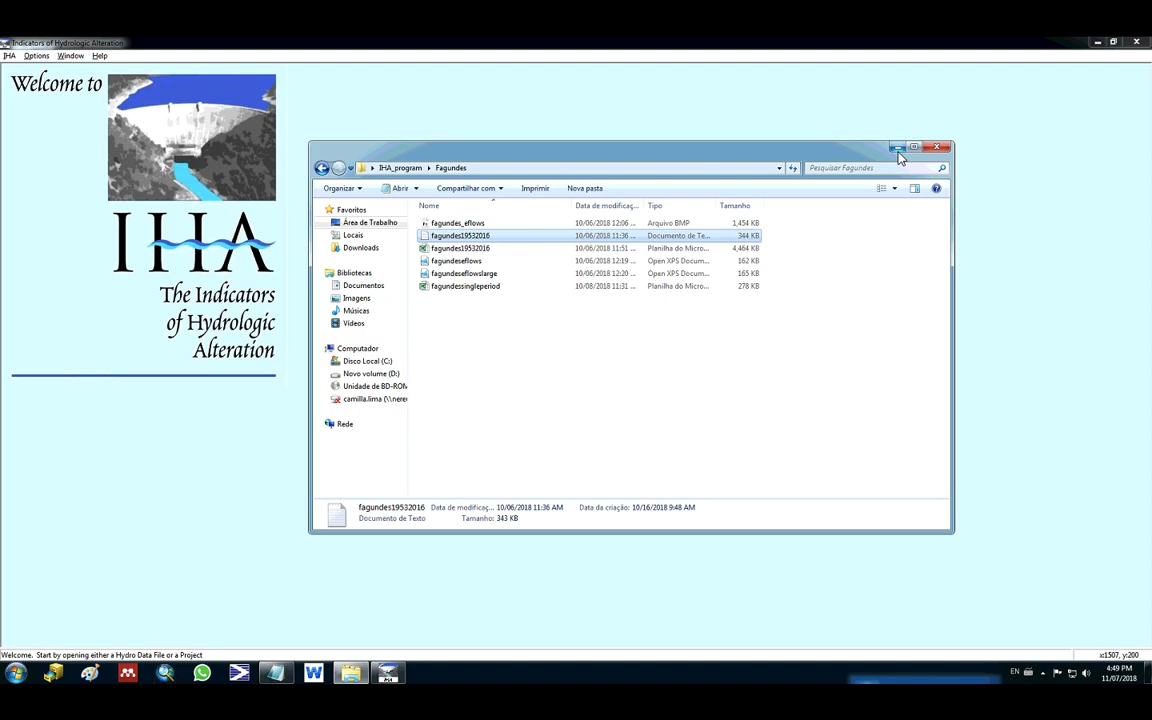 Indicators of Hydrologic Alteration
IHA Options Window Help
Welcome to
IHA
The Indicators
of Hydrologic
Alteration
IHA_program Fagundes
Pesquisar Fagundes
Organizar Abrir Compartilhar com Imprimir Nova pasta
Nome Data de modificaç... Tipo Tamanho
fagundes_eflows 10/06/2018 12:06 ... Arquivo BMP 1,454 KB
fagundes19532016 10/06/2018 11:36 ... Documento de Te... 344 KB
fagundes19532016 10/06/2018 11:51 ... Planilha do Micro... 4,464 KB
fagundeseflows 10/06/2018 12:19 ... Open XPS Docum... 162 KB
fagundeseflowslarge 10/06/2018 12:20 ... Open XPS Docum... 165 KB
fagundessingleperiod 10/08/2018 11:31 ... Planilha do Micro... 278 KB
Favoritos
Área de Trabalho
Locais
Downloads
Bibliotecas
Documentos
Imagens
Músicas
Vídeos
Computador
Disco Local (C:)
Novo volume (D:)
Unidade de BD-ROM
camilla.lima (\\nere
Rede
fagundes19532016 Data de modificaç... 10/06/2018 11:36 AM Data da criação: 10/16/2018 9:48 AM
Documento de Texto Tamanho: 343 KB
Welcome. Start by opening either a Hydro Data File or a Project
x:1507, y:200
EN
4:49 PM
11/07/2018